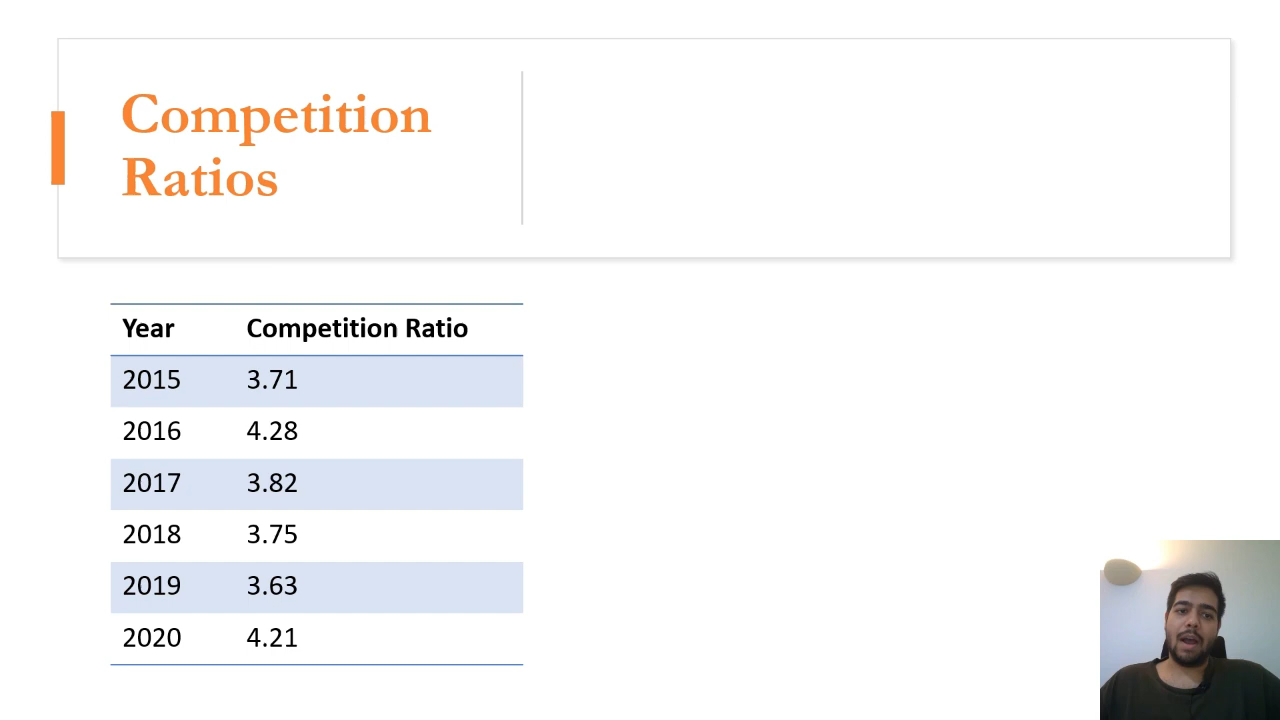 Competition
Ratios
Year Competition Ratio
2015 3.71
2016 4.28
2017 3.82
2018 3.75
2019 3.63
2020 4.21